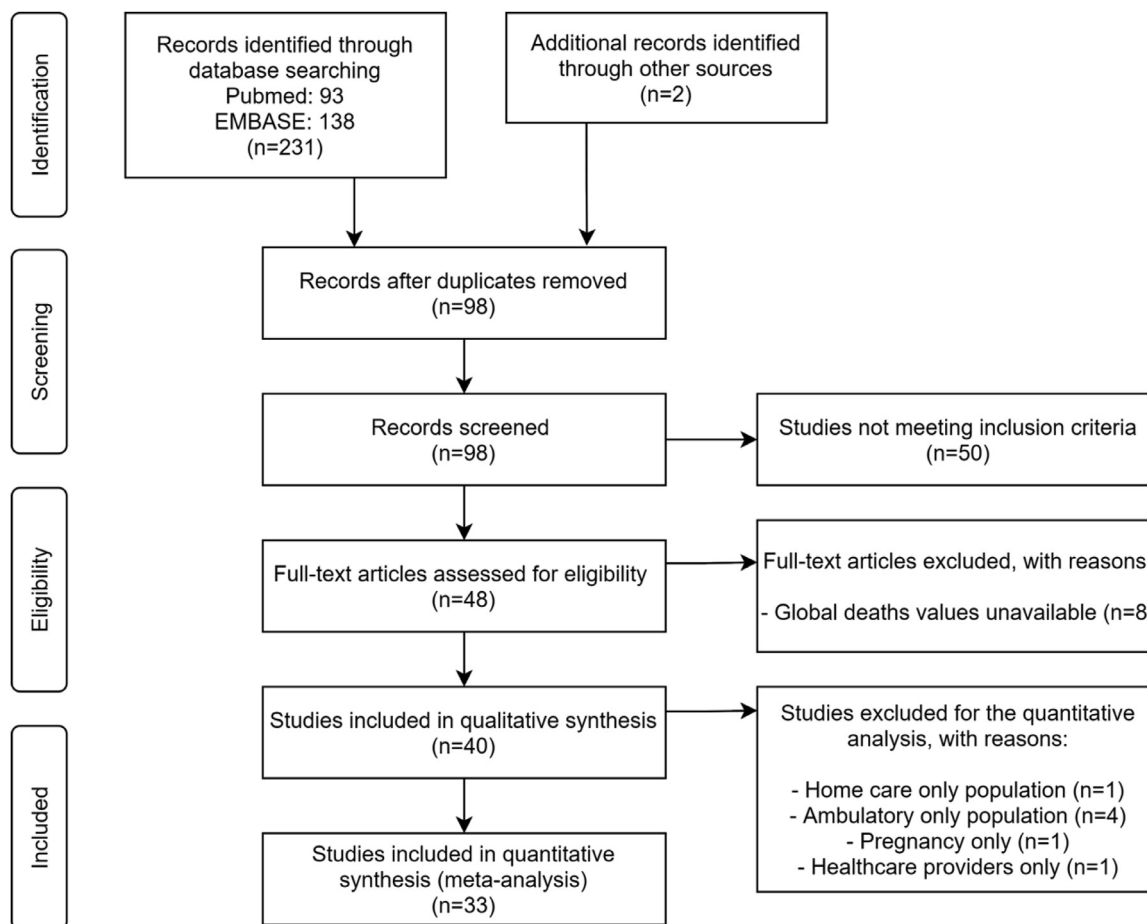 Identification
Records identified through
database searching
Pubmed: 93
EMBASE: 138
(n=231)
Additional records identified
through other sources
(n=2)
Screening
Records after duplicates removed
(n=98)
Records screened
(n=98)
Studies not meeting inclusion criteria
(n=50)
Eligibility
Full-text articles assessed for eligibility
(n=48)
Full-text articles excluded, with reasons
- Global deaths values unavailable (n=8
Included
Studies included in qualitative synthesis
(n=40)
Studies excluded for the quantitative
analysis, with reasons:
- Home care only population (n=1)
- Ambulatory only population (n=4)
- Pregnancy only (n=1)
- Healthcare providers only (n=1)
Studies included in quantitative
synthesis (meta-analysis)
(n=33)